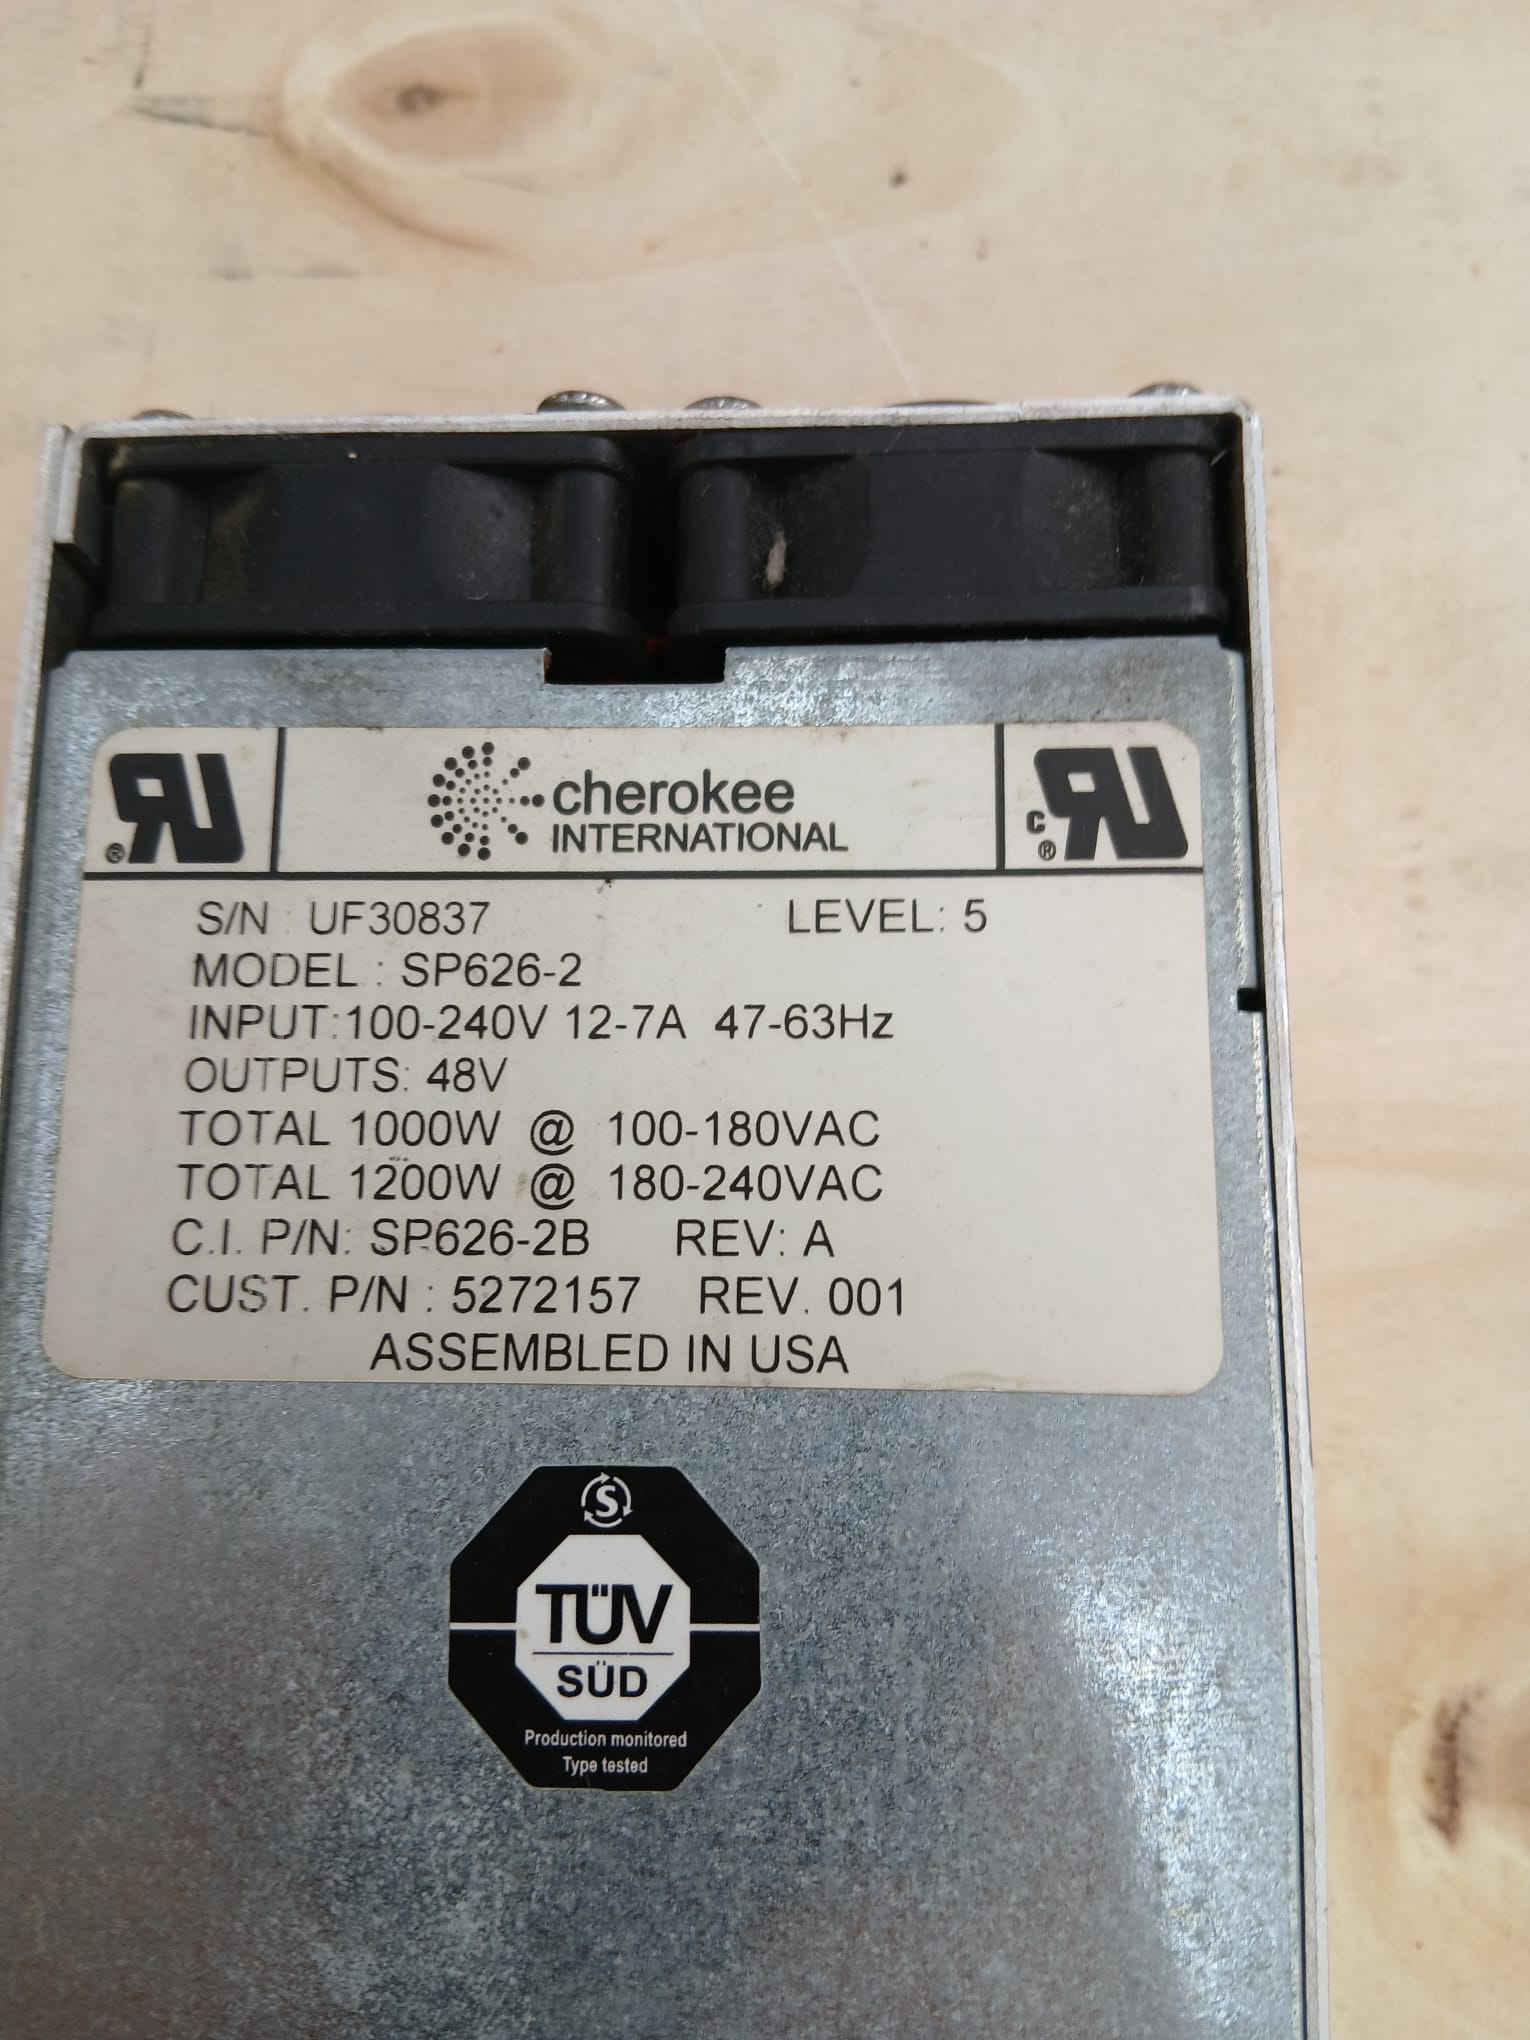 cherokee
INTERNATIONAL
S/N : UF30837 LEVEL: 5
MODEL : SP626-2
INPUT:100-240V 12-7A 47-63Hz
OUTPUTS: 48V
TOTAL 1000W @ 100-180VAC
TOTAL 1200W @ 180-240VAC
C.I. P/N: SP626-2B REV: A
CUST. P/N : 5272157 REV. 001
ASSEMBLED IN USA
S
TÜV
SÜD
Production monitored
Type tested